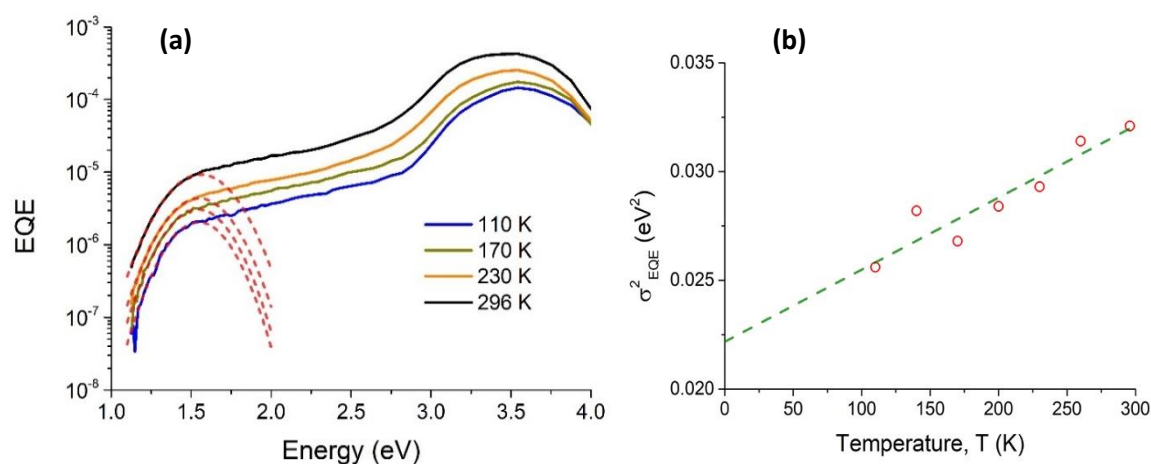 (a)
10⁻³
10⁻⁴
10⁻⁵
10⁻⁶
10⁻⁷
10⁻⁸
EQE
110 K
170 K
230 K
296 K
1.0 1.5 2.0 2.5 3.0 3.5 4.0
Energy (eV)
(b)
0.035
0.030
0.025
0.020
σ²EQE (eV²)
0 50 100 150 200 250 300
Temperature, T (K)